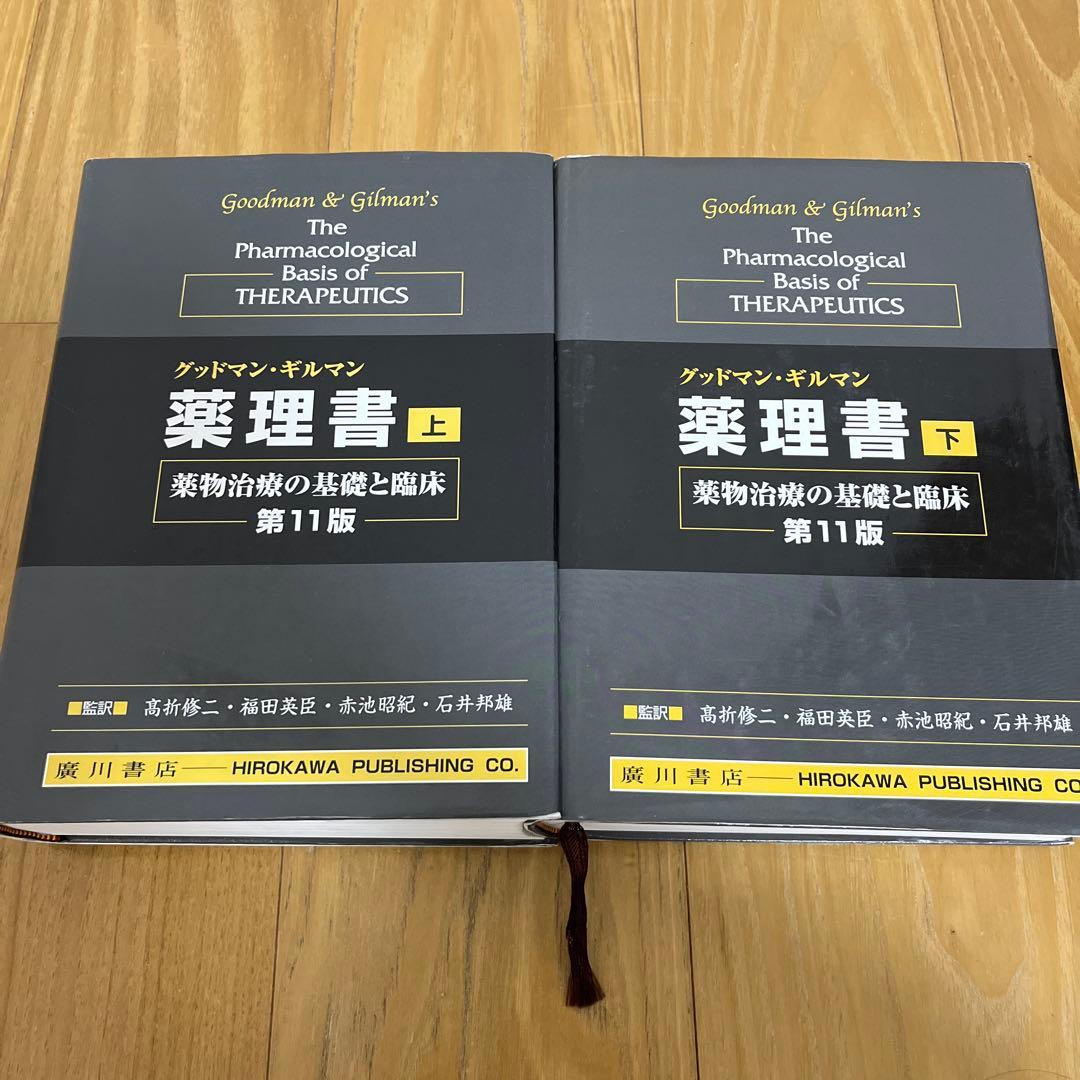 Goodman & Gilman's
The
Pharmacological
Basis of
THERAPEUTICS
グッドマン・ギルマン
薬理書 上
薬物治療の基礎と臨床
第11版
■監訳■ 髙折修二・福田英臣・赤池昭紀・石井邦雄
廣川書店 HIROKAWA PUBLISHING CO.
Goodman & Gilman's
The
Pharmacological
Basis of
THERAPEUTICS
グッドマン・ギルマン
薬理書 下
薬物治療の基礎と臨床
第11版
■監訳■ 髙折修二・福田英臣・赤池昭紀・石井邦雄
廣川書店 HIROKAWA PUBLISHING CO